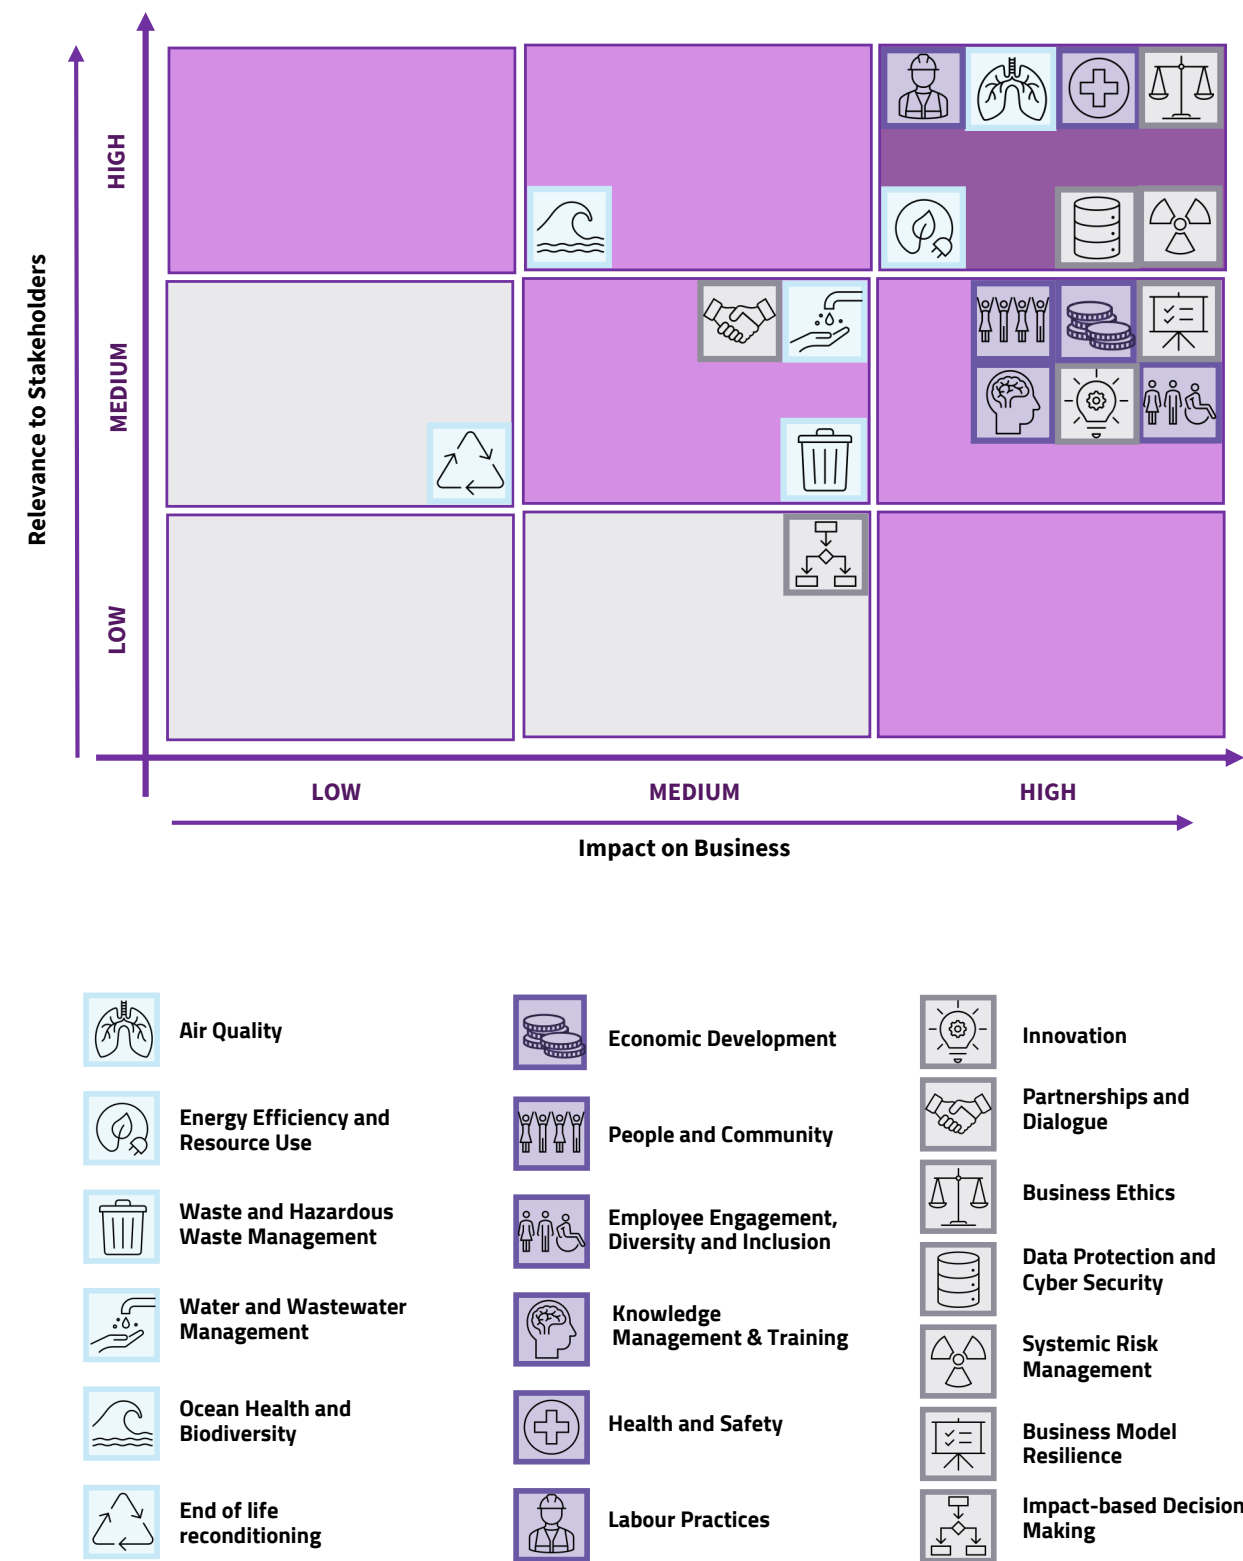 HIGH
MEDIUM
LOW
Relevance to Stakeholders
LOW
MEDIUM
HIGH
Impact on Business
Air Quality
Energy Efficiency and
Resource Use
Waste and Hazardous
Waste Management
Water and Wastewater
Management
Ocean Health and
Biodiversity
End of life
reconditioning
Economic Development
People and Community
Employee Engagement,
Diversity and Inclusion
Knowledge
Management & Training
Health and Safety
Labour Practices
Innovation
Partnerships and
Dialogue
Business Ethics
Data Protection and
Cyber Security
Systemic Risk
Management
Business Model
Resilience
Impact-based Decision
Making